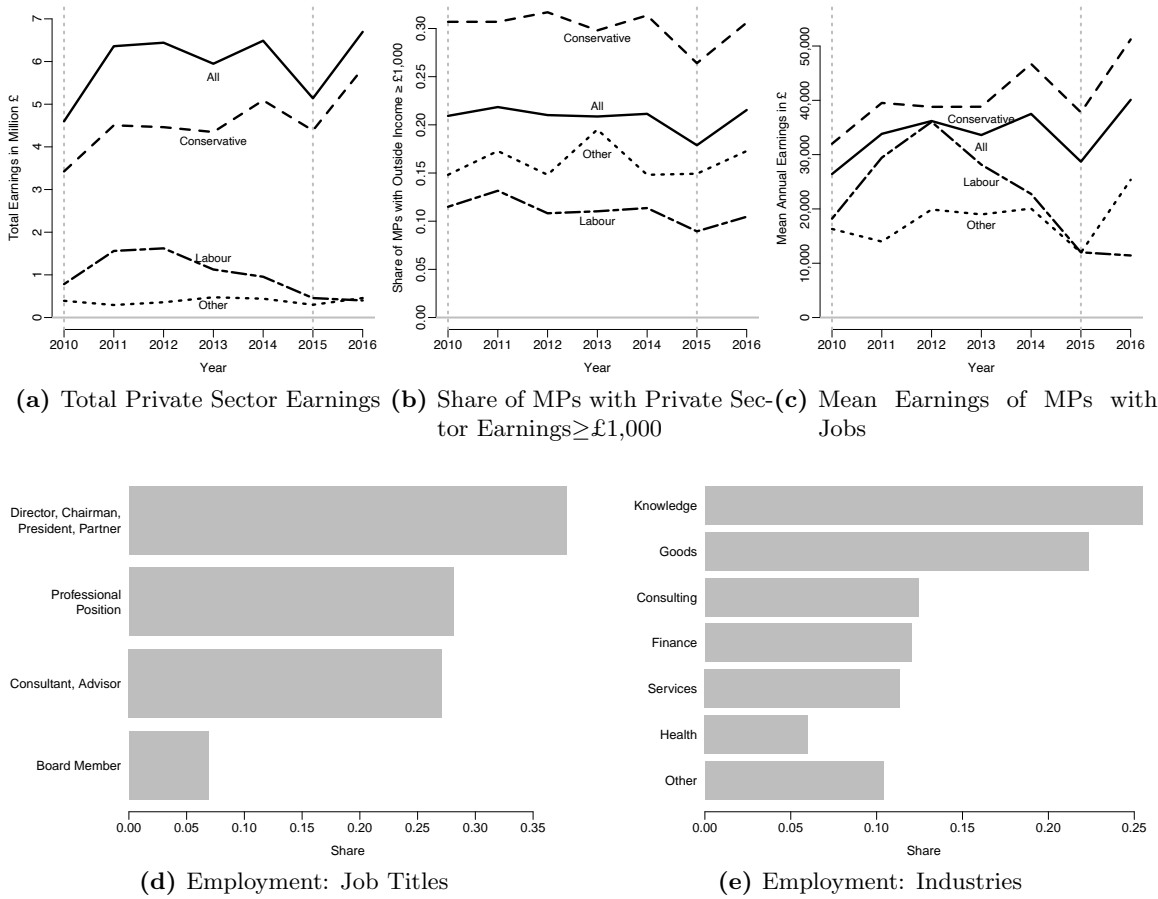 Total Earnings in Million £
0 1 2 3 4 5 6 7
All
Conservative
Labour
Other
2010 2011 2012 2013 2014 2015 2016
Year
(a) Total Private Sector Earnings
Share of MPs with Outside Income ≥ £1,000
0.00 0.05 0.10 0.15 0.20 0.25 0.30
Conservative
All
Other
Labour
2010 2011 2012 2013 2014 2015 2016
Year
(b) Share of MPs with Private Sec-
tor Earnings≥£1,000
Mean Annual Earnings in £
0 10,000 20,000 30,000 40,000 50,000
Conservative
All
Labour
Other
2010 2011 2012 2013 2014 2015 2016
Year
(c) Mean Earnings of MPs with
Jobs
Director, Chairman,
President, Partner
Professional
Position
Consultant, Advisor
Board Member
0.00 0.05 0.10 0.15 0.20 0.25 0.30 0.35
Share
(d) Employment: Job Titles
Knowledge
Goods
Consulting
Finance
Services
Health
Other
0.00 0.05 0.10 0.15 0.20 0.25
Share
(e) Employment: Industries